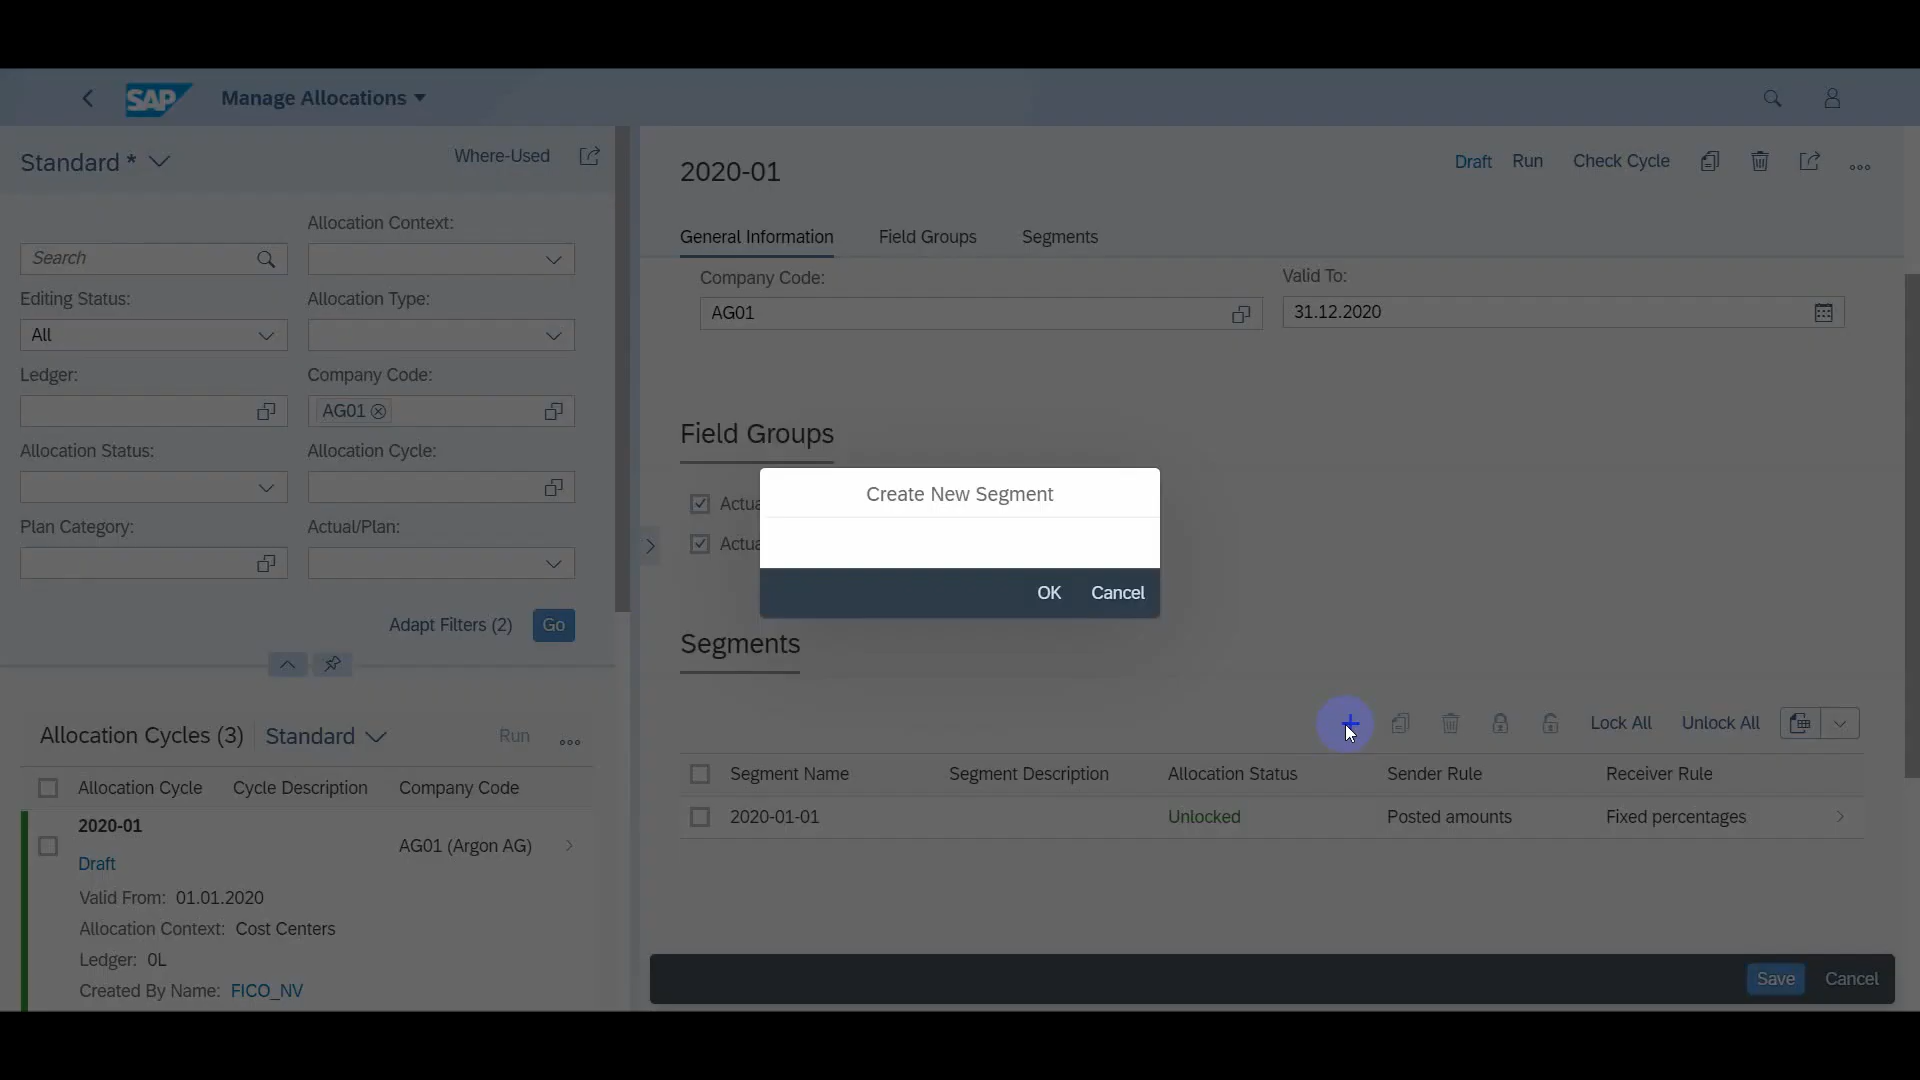 SAP Manage Allocations
Standard *
Where-Used
Allocation Context:
Search
Editing Status:
Allocation Type:
All
Ledger:
Company Code:
AG01
Allocation Status:
Allocation Cycle:
Plan Category:
Actual/Plan:
Adapt Filters (2)
Go
Allocation Cycles (3)
Standard
Run
Allocation Cycle
Cycle Description
Company Code
2020-01
AG01 (Argon AG)
Draft
Valid From: 01.01.2020
Allocation Context: Cost Centers
Ledger: 0L
Created By Name: FICO_NV
2020-01
Draft
Run
Check Cycle
General Information
Field Groups
Segments
Company Code:
Valid To:
AG01
31.12.2020
Field Groups
Actua
Actua
Create New Segment
OK
Cancel
Segments
Lock All
Unlock All
Segment Name
Segment Description
Allocation Status
Sender Rule
Receiver Rule
2020-01-01
Unlocked
Posted amounts
Fixed percentages
Save
Cancel